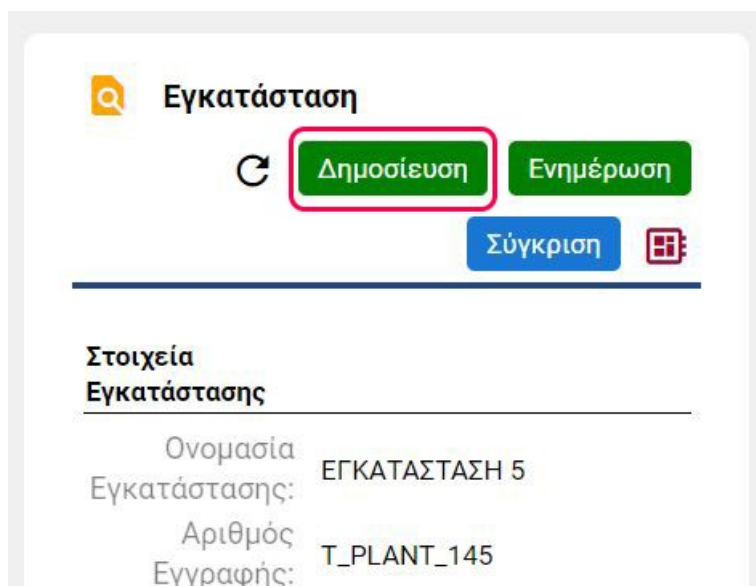 Εγκατάσταση
Δημοσίευση Ενημέρωση
Σύγκριση
Στοιχεία
Εγκατάστασης
Ονομασία
Εγκατάστασης: ΕΓΚΑΤΑΣΤΑΣΗ 5
Αριθμός
Εγγραφής: T_PLANT_145